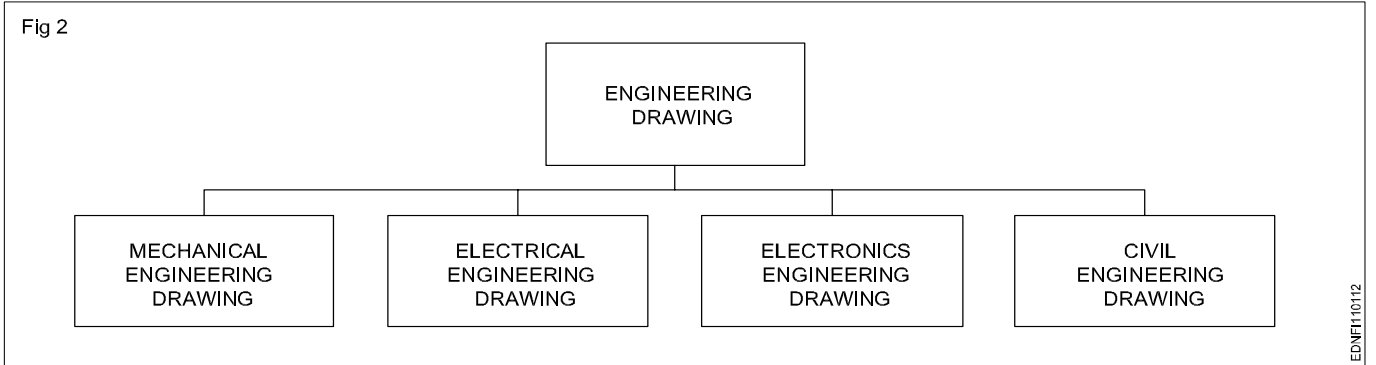 Fig 2
ENGINEERING
DRAWING
MECHANICAL
ENGINEERING
DRAWING
ELECTRICAL
ENGINEERING
DRAWING
ELECTRONICS
ENGINEERING
DRAWING
CIVIL
ENGINEERING
DRAWING
EDNFI110112